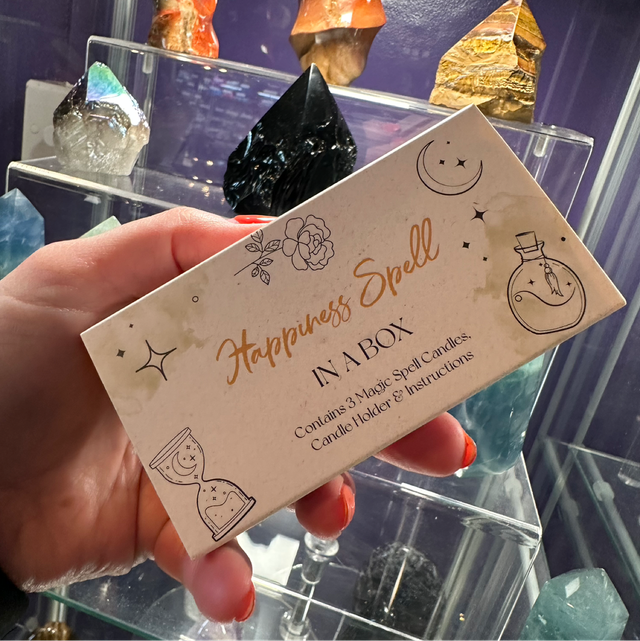 Happiness Spell
IN A BOX
Contains 3 Magic Spell Candles,
Candle Holder & Instructions